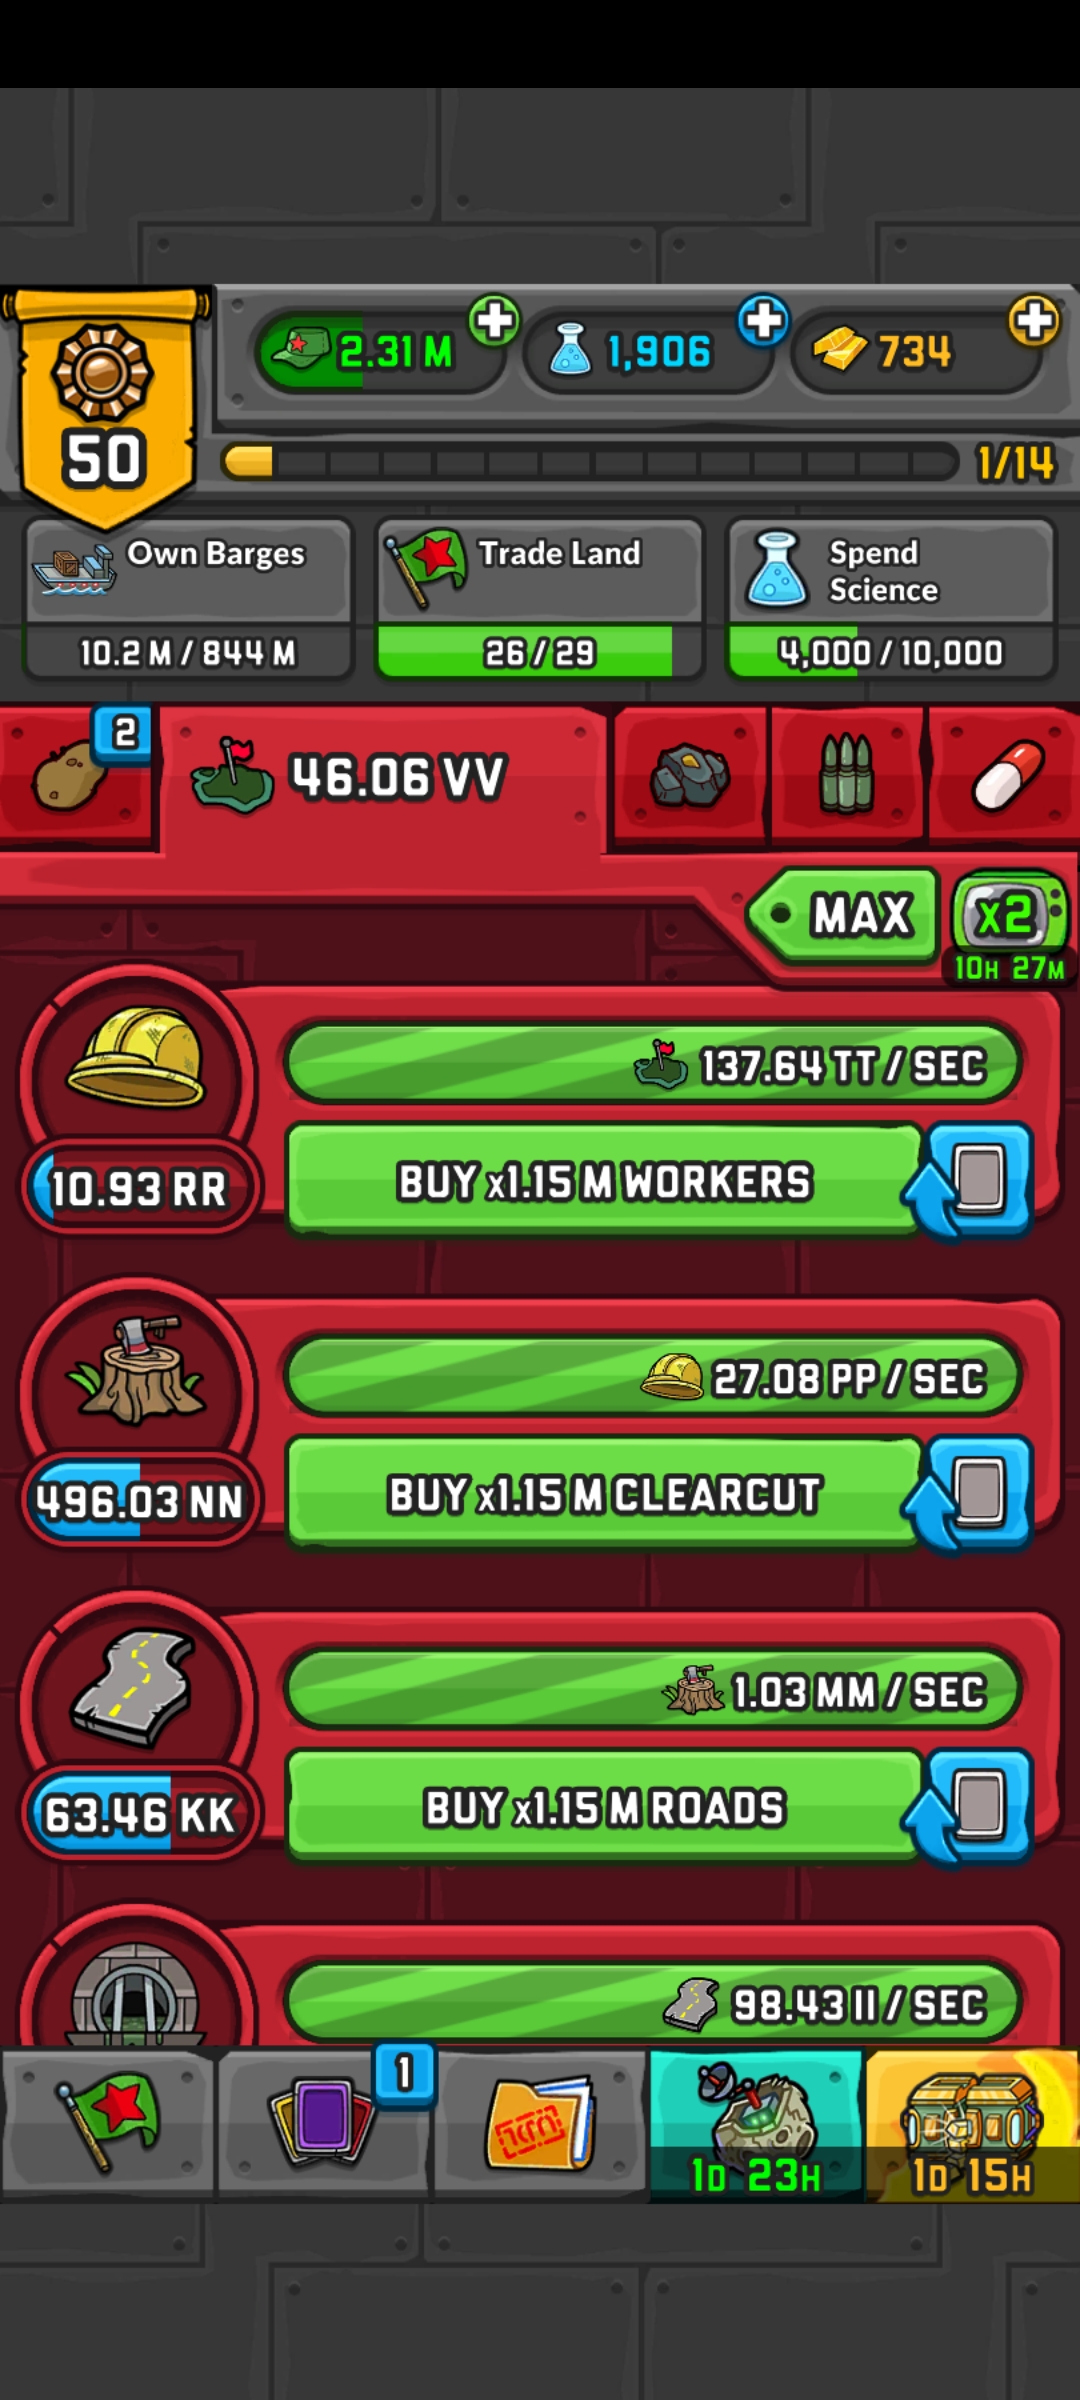 2.31 M
1,906
734
50
1/14
Own Barges
10.2 M / 844 M
Trade Land
26 / 29
Spend
Science
4,000 / 10,000
2
46.06 VV
MAX
x2
10H 27M
137.64 TT / SEC
10.93 RR
BUY x1.15 M WORKERS
27.08 PP / SEC
496.03 NN
BUY x1.15 M CLEARCUT
1.03 MM / SEC
63.46 KK
BUY x1.15 M ROADS
98.43 II / SEC
1
1D 23H
1D 15H